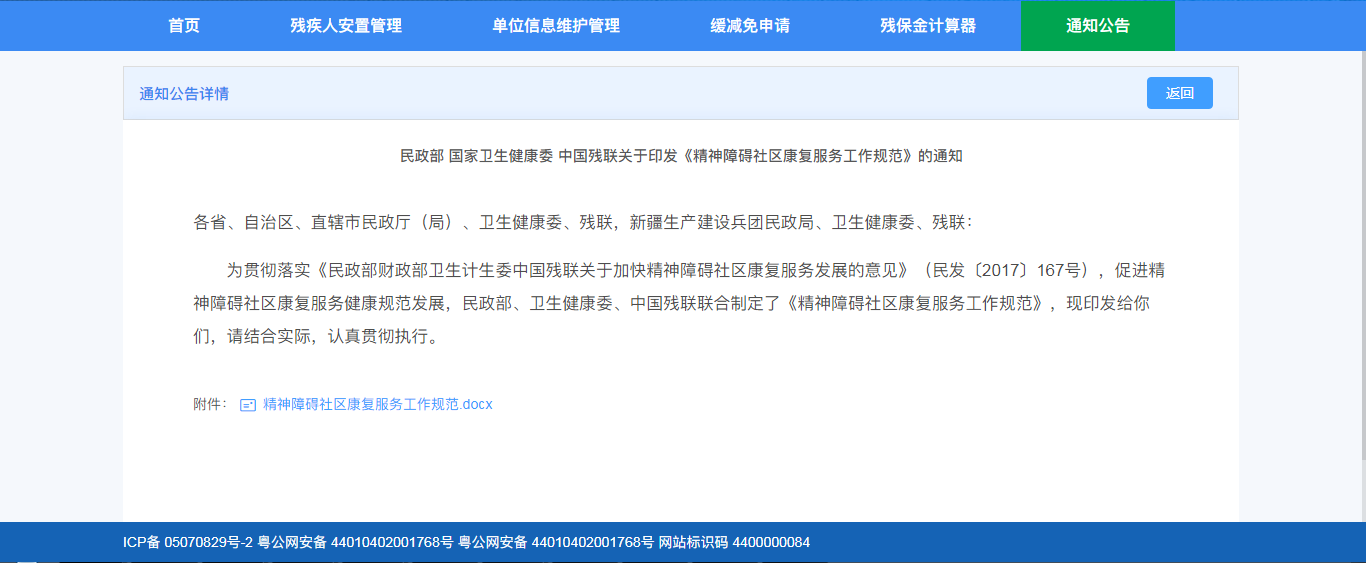 首页 残疾人安置管理 单位信息维护管理 缓减免申请 残保金计算器 通知公告
通知公告详情 返回
民政部 国家卫生健康委 中国残联关于印发《精神障碍社区康复服务工作规范》的通知
各省、自治区、直辖市民政厅（局）、卫生健康委、残联，新疆生产建设兵团民政局、卫生健康委、残联：
为贯彻落实《民政部财政部卫生计生委中国残联关于加快精神障碍社区康复服务发展的意见》（民发〔2017〕167号），促进精
神障碍社区康复服务健康规范发展，民政部、卫生健康委、中国残联联合制定了《精神障碍社区康复服务工作规范》，现印发给你
们，请结合实际，认真贯彻执行。
附件： 精神障碍社区康复服务工作规范.docx
ICP备 05070829号-2 粤公网安备 44010402001768号 粤公网安备 44010402001768号 网站标识码 4400000084